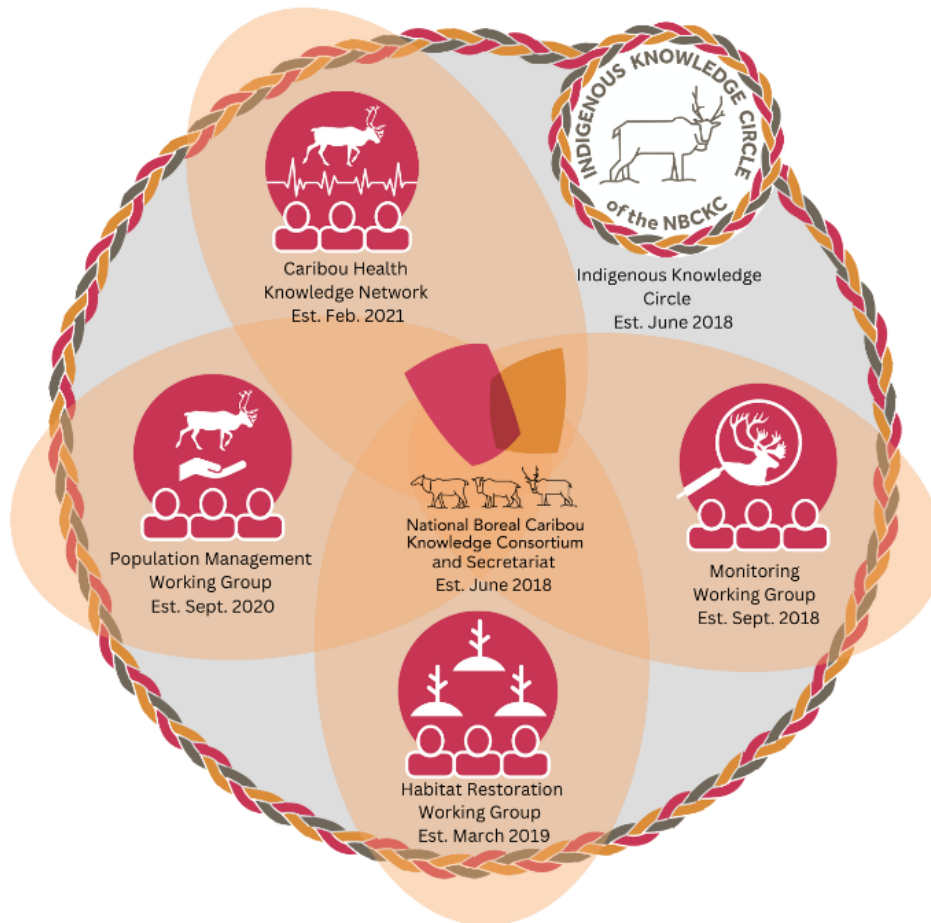 INDIGENOUS KNOWLEDGE CIRCLE
of the NBCKC
Caribou Health
Knowledge Network
Est. Feb. 2021
Indigenous Knowledge
Circle
Est. June 2018
Population Management
Working Group
Est. Sept. 2020
National Boreal Caribou
Knowledge Consortium
and Secretariat
Est. June 2018
Monitoring
Working Group
Est. Sept. 2018
Habitat Restoration
Working Group
Est. March 2019